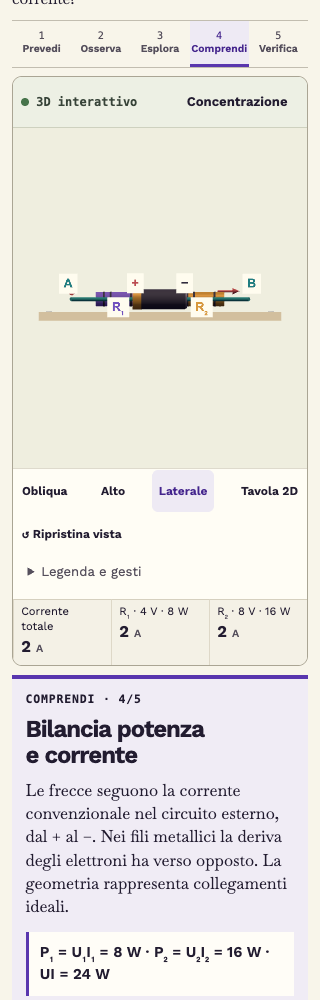 corrente?
1
Prevedi
2
Osserva
3
Esplora
4
Comprendi
5
Verifica
3D interattivo
Concentrazione
A
+
−
B
R₁
R₂
Obliqua
Alto
Laterale
Tavola 2D
↺ Ripristina vista
▶ Legenda e gesti
Corrente
totale
2 A
R₁ · 4 V · 8 W
2 A
R₂ · 8 V · 16 W
2 A
COMPRENDI · 4/5
Bilancia potenza
e corrente
Le frecce seguono la corrente
convenzionale nel circuito esterno,
dal + al −. Nei fili metallici la deriva
degli elettroni ha verso opposto. La
geometria rappresenta collegamenti
ideali.
P₁ = U₁I₁ = 8 W · P₂ = U₂I₂ = 16 W ·
UI = 24 W